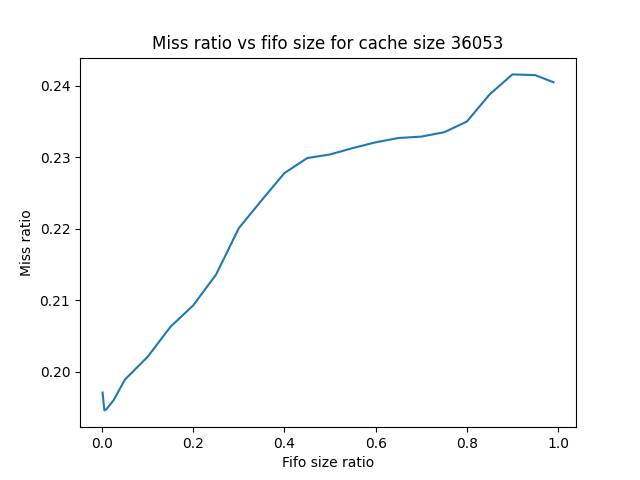 Miss ratio vs fifo size for cache size 36053
0.24
0.23
0.22
0.21
0.20
Miss ratio
0.0 0.2 0.4 0.6 0.8 1.0
Fifo size ratio